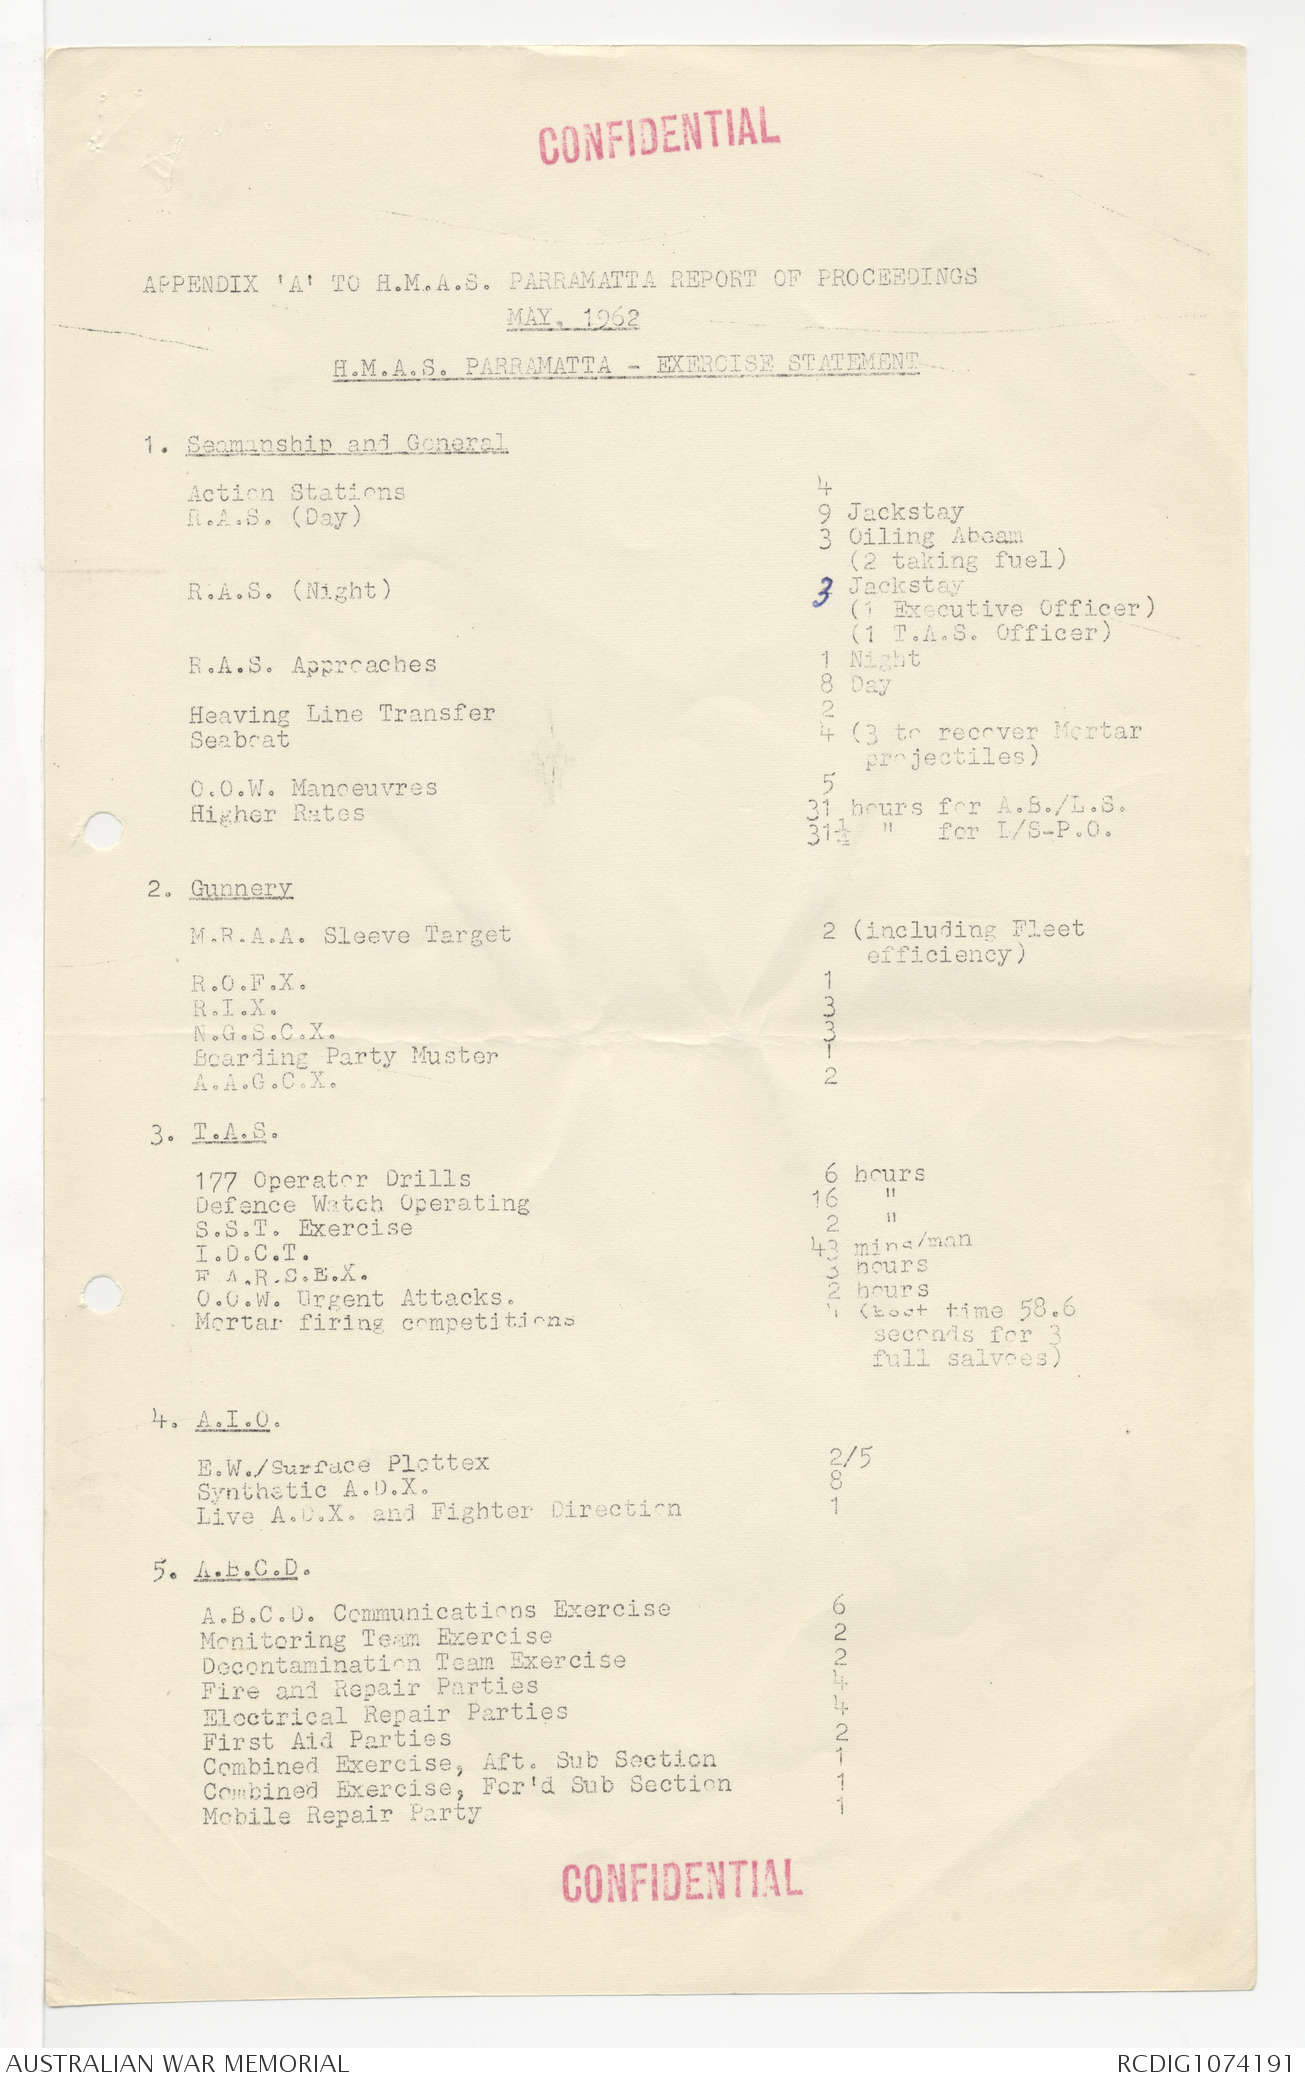 CONFIDENTIAL
APPENDIX 'A' TO H.M.A.S. PARRAMATTA REPORT OF PROCEEDINGS
MAY, 1962
H.M.A.S. PARRAMATTA - EXERCISE STATEMENT
1. Seamanship and General
Action Stations 4
R.A.S. (Day) 9 Jackstay
3 Oiling Abeam
(2 taking fuel)
R.A.S. (Night) 3 Jackstay
(1 Executive Officer)
(1 T.A.S. Officer)
R.A.S. Approaches 1 Night
8 Day
Heaving Line Transfer 2
Seaboat 4 (3 to recover Mortar
projectiles)
O.O.W. Manoeuvres 5
Higher Rates 31 hours for A.B./L.S.
31¼ " for L/S-P.O.
2. Gunnery
M.R.A.A. Sleeve Target 2 (including Fleet
efficiency)
R.O.F.X. 1
R.I.X. 3
N.G.S.C.X. 3
Boarding Party Muster 1
A.A.G.C.X. 2
3. T.A.S.
177 Operator Drills 6 hours
Defence Watch Operating 16 "
S.S.T. Exercise 2 "
I.D.C.T. 43 mins/man
F.A.R.S.E.X. 3 hours
O.O.W. Urgent Attacks. 2 hours
Mortar firing competitions 4 (Best time 58.6
seconds for 3
full salvoes)
4. A.I.O.
E.W./Surface Plottex 2/5
Synthetic A.D.X. 8
Live A.D.X. and Fighter Direction 1
5. A.B.C.D.
A.B.C.D. Communications Exercise 6
Monitoring Team Exercise 2
Decontamination Team Exercise 2
Fire and Repair Parties 4
Electrical Repair Parties 4
First Aid Parties 2
Combined Exercise, Aft. Sub Section 1
Combined Exercise, For'd Sub Section 1
Mobile Repair Party 1
CONFIDENTIAL
AUSTRALIAN WAR MEMORIAL RCDIG1074191